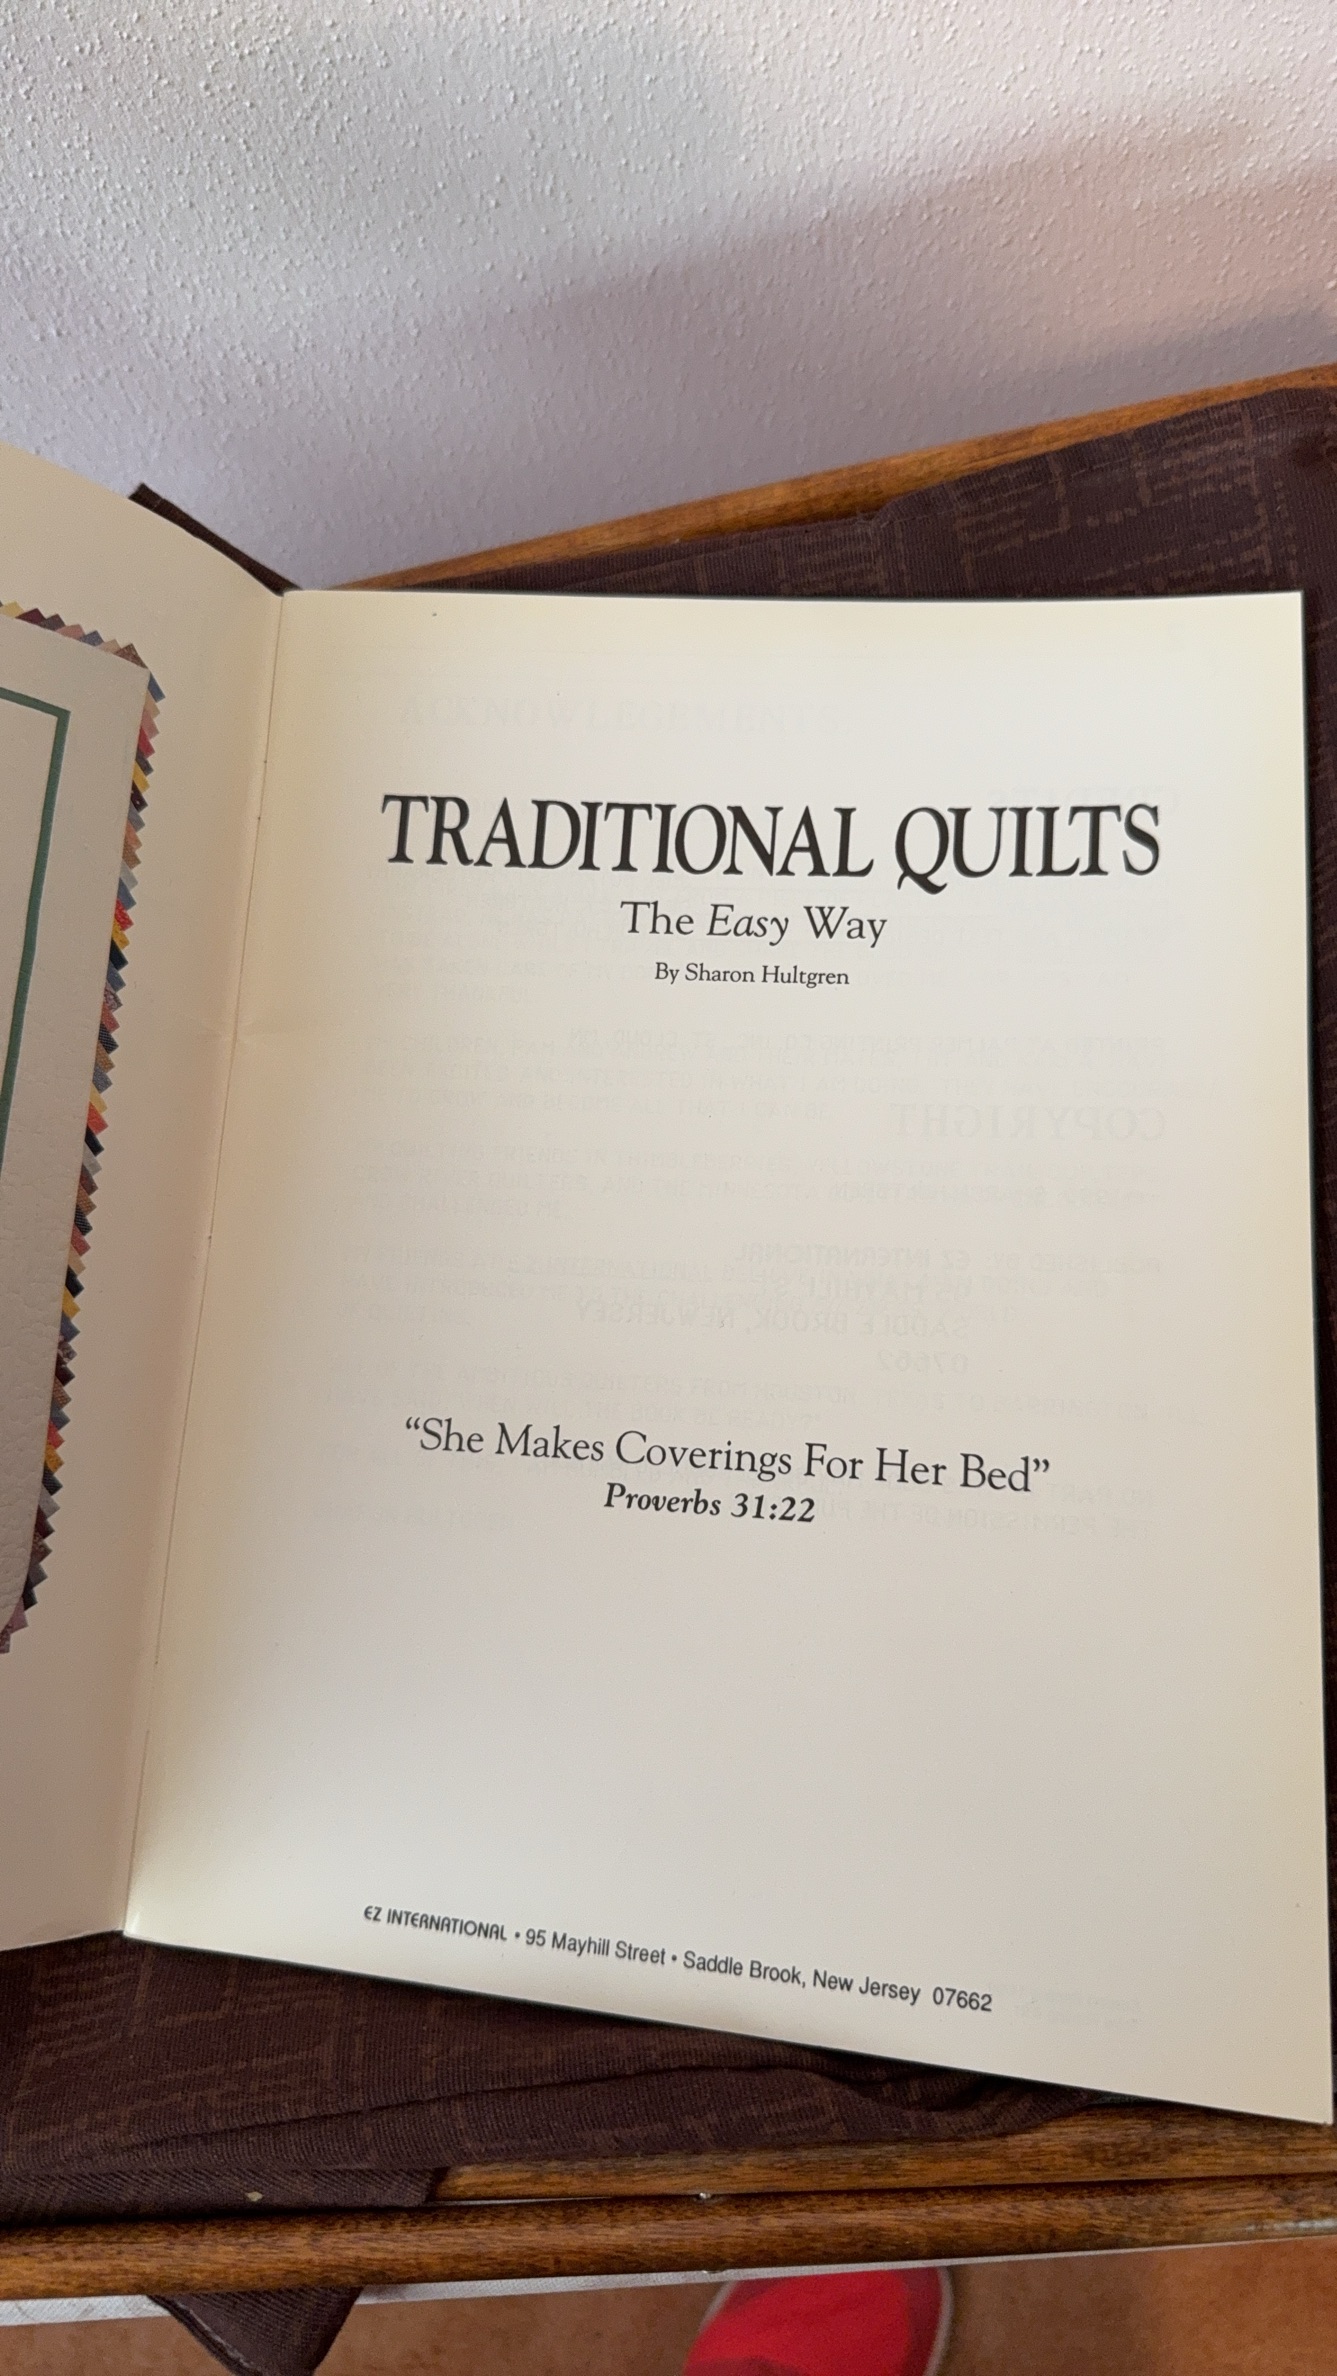 TRADITIONAL QUILTS
The Easy Way
By Sharon Hultgren
“She Makes Coverings For Her Bed”
Proverbs 31:22
EZ INTERNATIONAL • 95 Mayhill Street • Saddle Brook, New Jersey 07662